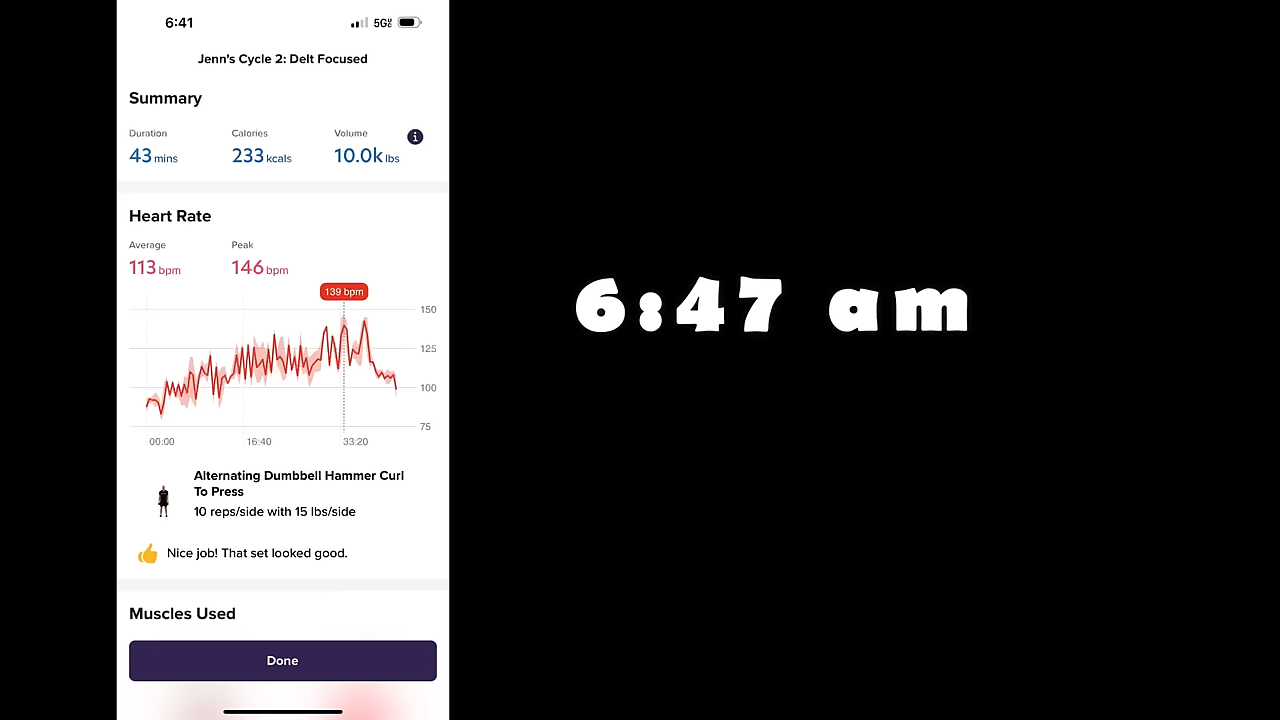 6:41
5G
Jenn's Cycle 2: Delt Focused
Summary
Duration Calories Volume
43 mins 233 kcals 10.0k lbs
Heart Rate
Average Peak
113 bpm 146 bpm
139 bpm
150
125
100
75
00:00 16:40 33:20
Alternating Dumbbell Hammer Curl
To Press
10 reps/side with 15 lbs/side
Nice job! That set looked good.
Muscles Used
Done
6:47 am